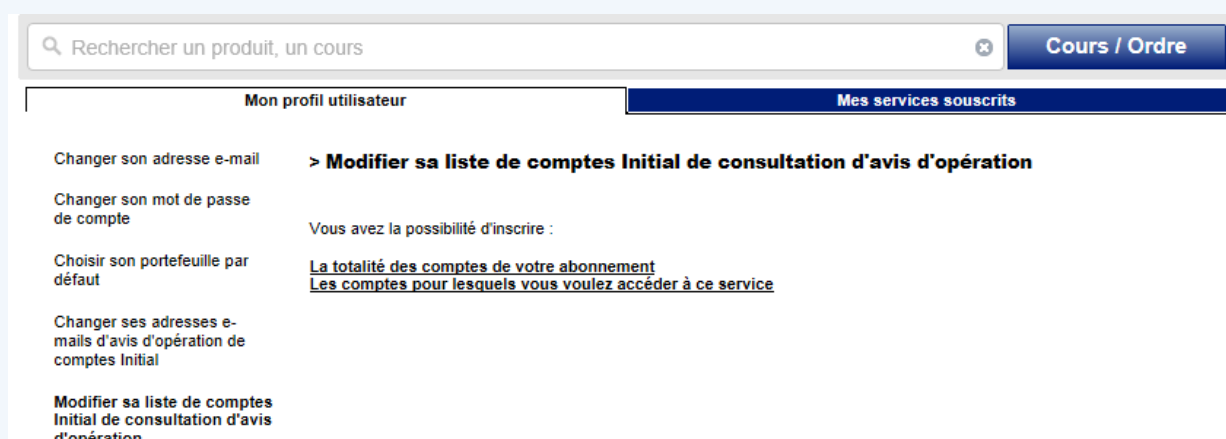 Rechercher un produit, un cours
Cours / Ordre
Mon profil utilisateur
Mes services souscrits
Changer son adresse e-mail
Changer son mot de passe
de compte
Choisir son portefeuille par
défaut
Changer ses adresses e-
mails d'avis d'opération de
comptes Initial
Modifier sa liste de comptes
Initial de consultation d'avis
d'opération
> Modifier sa liste de comptes Initial de consultation d'avis d'opération
Vous avez la possibilité d'inscrire :
La totalité des comptes de votre abonnement
Les comptes pour lesquels vous voulez accéder à ce service